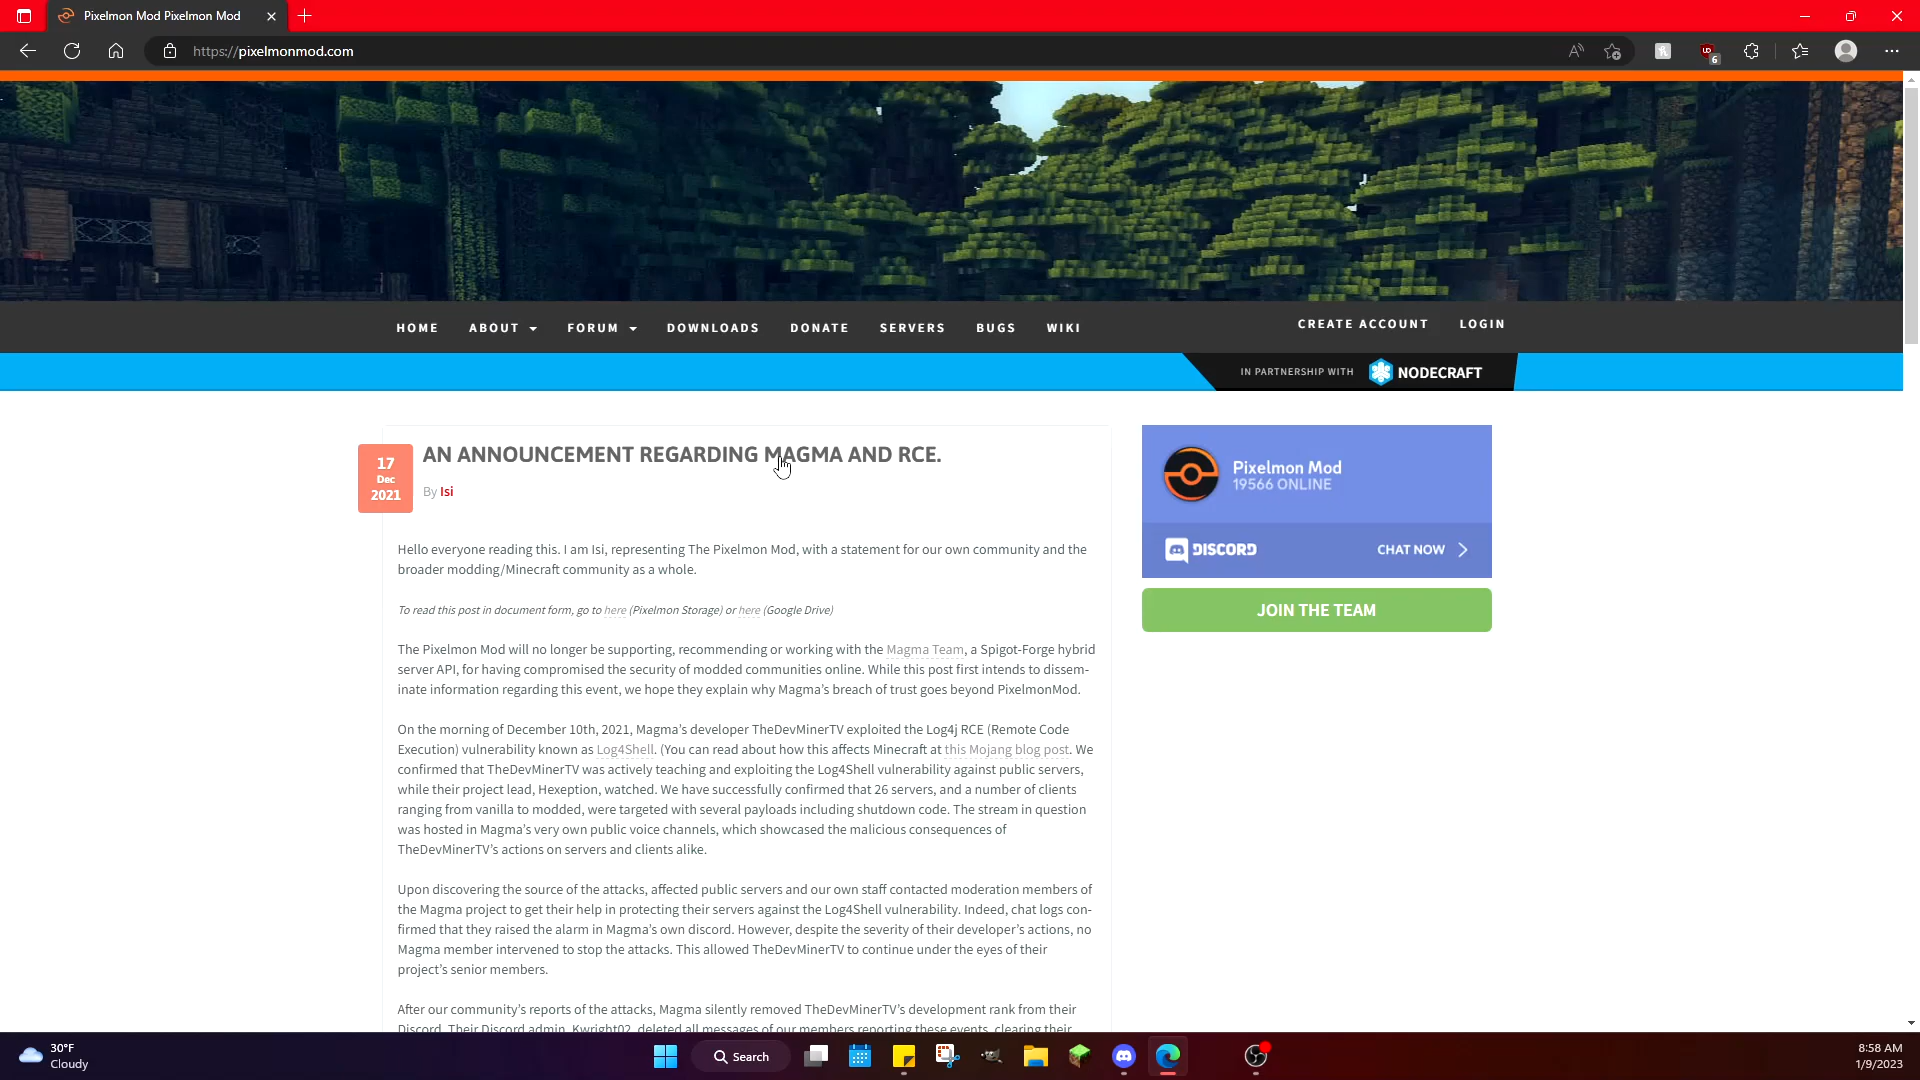 Pixelmon Mod Pixelmon Mod
https://pixelmonmod.com
6
HOME ABOUT FORUM DOWNLOADS DONATE SERVERS BUGS WIKI CREATE ACCOUNT LOGIN
IN PARTNERSHIP WITH NODECRAFT
17
Dec
2021
AN ANNOUNCEMENT REGARDING MAGMA AND RCE.
By Isi
Hello everyone reading this. I am Isi, representing The Pixelmon Mod, with a statement for our own community and the
broader modding/Minecraft community as a whole.
To read this post in document form, go to here (Pixelmon Storage) or here (Google Drive)
The Pixelmon Mod will no longer be supporting, recommending or working with the Magma Team, a Spigot-Forge hybrid
server API, for having compromised the security of modded communities online. While this post first intends to dissem-
inate information regarding this event, we hope they explain why Magma's breach of trust goes beyond PixelmonMod.
On the morning of December 10th, 2021, Magma's developer TheDevMinerTV exploited the Log4j RCE (Remote Code
Execution) vulnerability known as Log4Shell. (You can read about how this affects Minecraft at this Mojang blog post. We
confirmed that TheDevMinerTV was actively teaching and exploiting the Log4Shell vulnerability against public servers,
while their project lead, Hexeption, watched. We have successfully confirmed that 26 servers, and a number of clients
ranging from vanilla to modded, were targeted with several payloads including shutdown code. The stream in question
was hosted in Magma's very own public voice channels, which showcased the malicious consequences of
TheDevMinerTV's actions on servers and clients alike.
Upon discovering the source of the attacks, affected public servers and our own staff contacted moderation members of
the Magma project to get their help in protecting their servers against the Log4Shell vulnerability. Indeed, chat logs con-
firmed that they raised the alarm in Magma's own discord. However, despite the severity of their developer's actions, no
Magma member intervened to stop the attacks. This allowed TheDevMinerTV to continue under the eyes of their
project's senior members.
After our community's reports of the attacks, Magma silently removed TheDevMinerTV's development rank from their
Discord. Their Discord admin, Kwright02, deleted all messages of our members reporting these events, clearing their
Pixelmon Mod
19566 ONLINE
DISCORD CHAT NOW
JOIN THE TEAM
30°F
Cloudy
Search
8:58 AM
1/9/2023